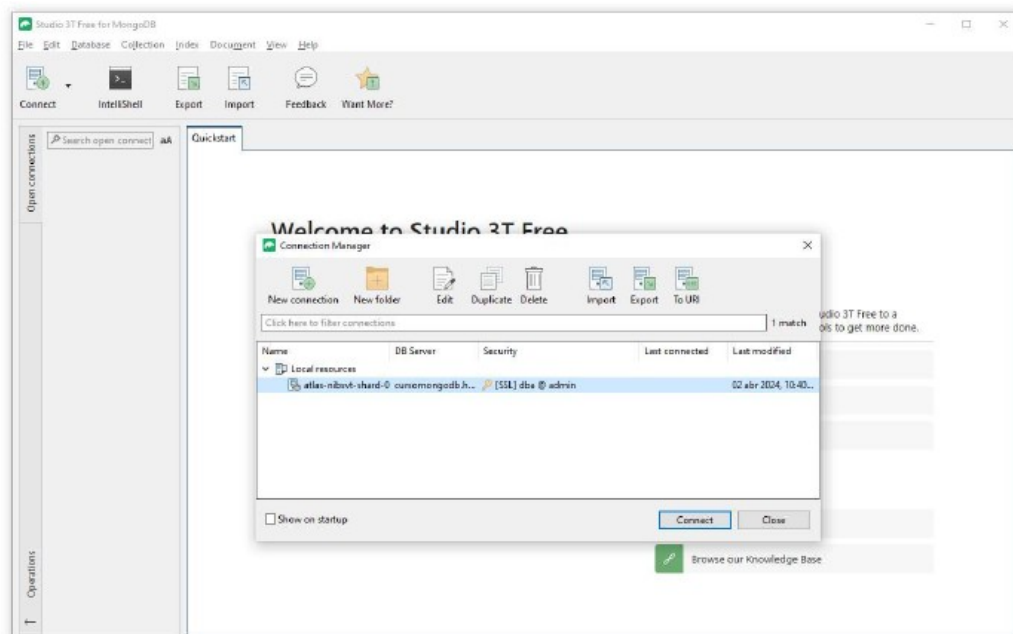 Studio 3T Free for MongoDB
File Edit Database Collection Index Document View Help
Connect IntelliShell Export Import Feedback Want More?
Open connections
Search open connect aA
Quickstart
Welcome to Studio 3T Free
Connection Manager
New connection New folder Edit Duplicate Delete Import Export To URI
Click here to filter connections 1 match
udio 3T Free to a
ols to get more done.
Name DB Server Security Last connected Last modified
Local resources
cursomongodb.h... [SSL] dba @ admin 02 abr 2024, 10:40...
Show on startup Connect Close
Browse our Knowledge Base
Operations